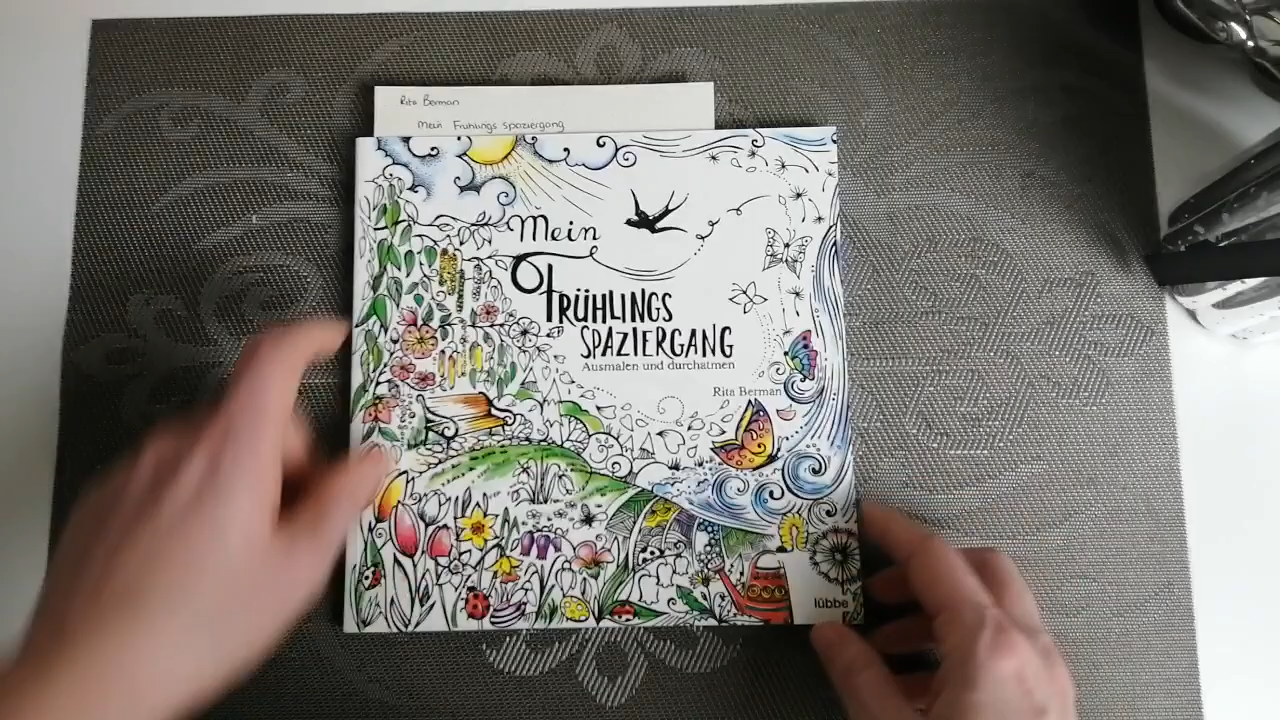 Rita Berman
Mein Frühlings spaziergang
Mein
FRÜHLINGS
SPAZIERGANG
Ausmalen und durchatmen
Rita Berman
lübbe